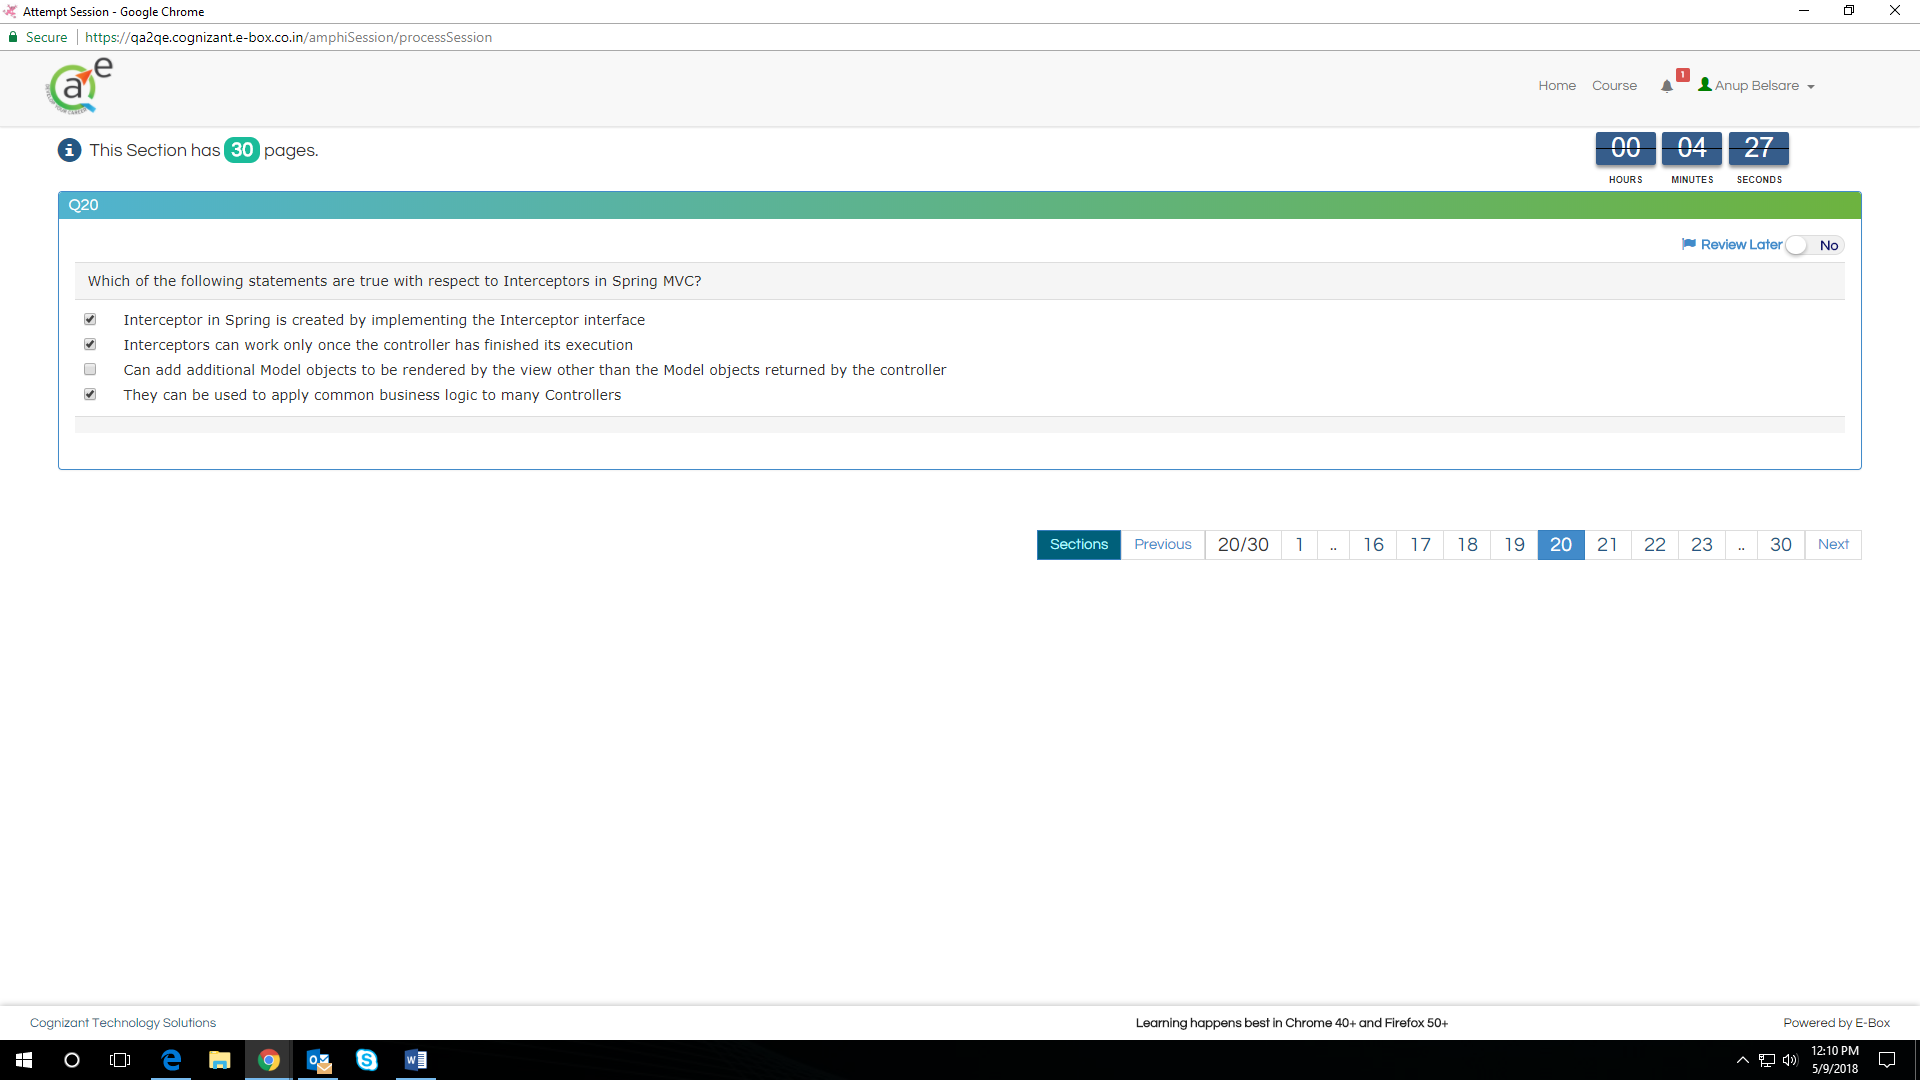 Attempt Session - Google Chrome
Secure https://qa2qe.cognizant.e-box.co.in/amphiSession/processSession
a e
Home Course 1 Anup Belsare
This Section has 30 pages.
00 04 27
HOURS MINUTES SECONDS
Q20
Review Later No
Which of the following statements are true with respect to Interceptors in Spring MVC?
Interceptor in Spring is created by implementing the Interceptor interface
Interceptors can work only once the controller has finished its execution
Can add additional Model objects to be rendered by the view other than the Model objects returned by the controller
They can be used to apply common business logic to many Controllers
Sections Previous 20/30 1 .. 16 17 18 19 20 21 22 23 .. 30 Next
Cognizant Technology Solutions Learning happens best in Chrome 40+ and Firefox 50+ Powered by E-Box
12:10 PM
5/9/2018